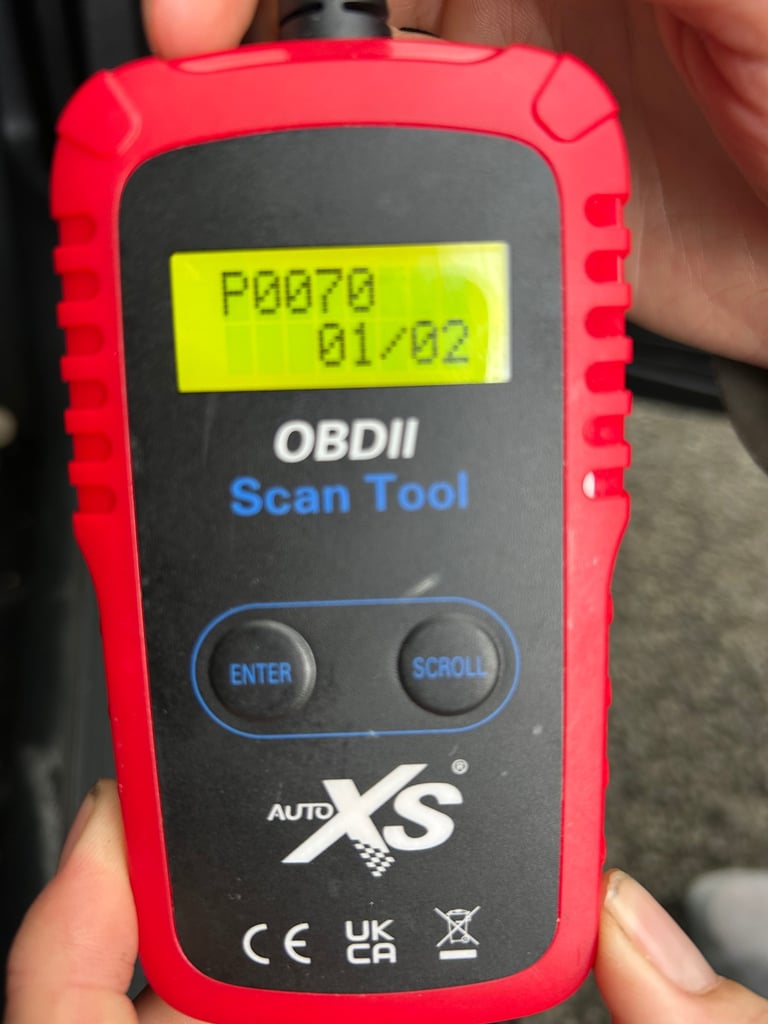 P0070
01/02
OBDII
Scan Tool
ENTER
SCROLL
AUTO XS®
CE
UK
CA